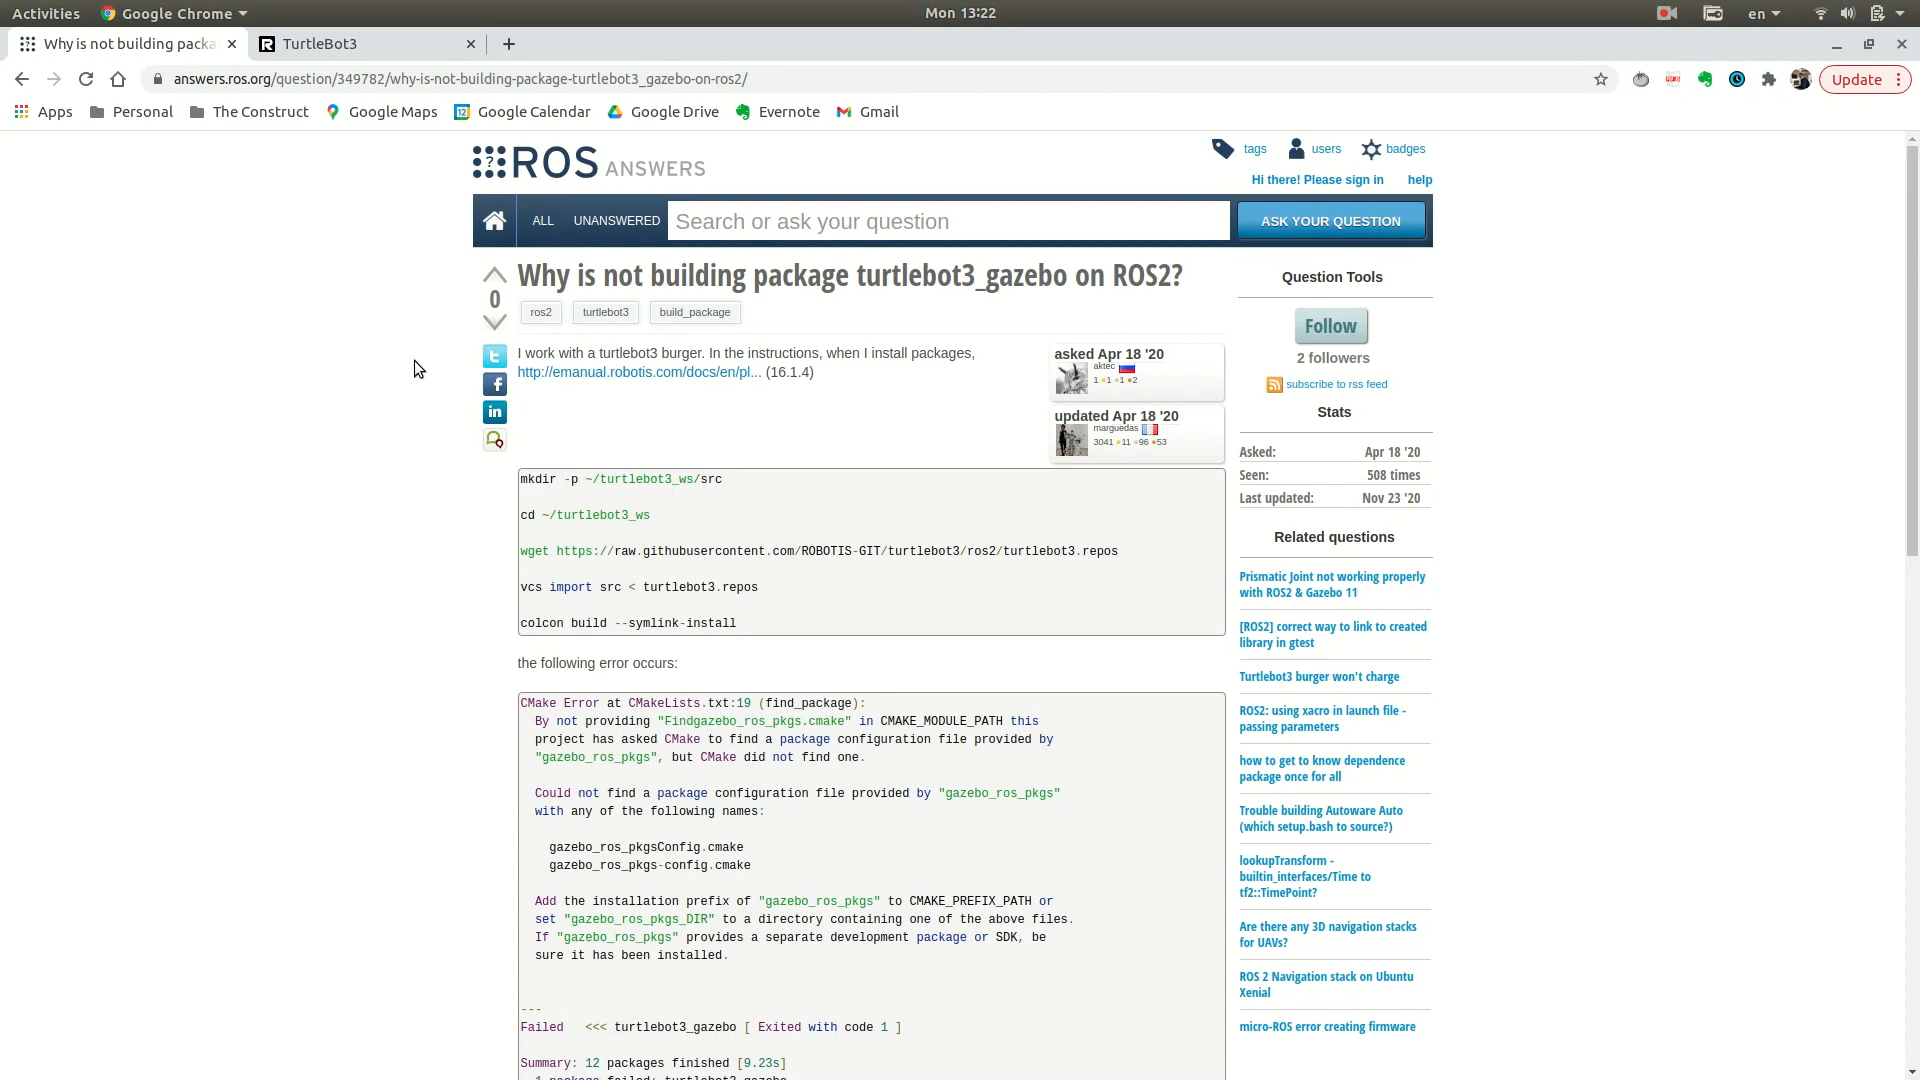 Activities Google Chrome Mon 13:22 en
Why is not building packa TurtleBot3
answers.ros.org/question/349782/why-is-not-building-package-turtlebot3_gazebo-on-ros2/ Update
Apps Personal The Construct Google Maps Google Calendar Google Drive Evernote Gmail
tags users badges
ROS ANSWERS
Hi there! Please sign in help
ALL UNANSWERED Search or ask your question ASK YOUR QUESTION
Why is not building package turtlebot3_gazebo on ROS2?
0
ros2 turtlebot3 build_package
I work with a turtlebot3 burger. In the instructions, when I install packages,
http://emanual.robotis.com/docs/en/pl... (16.1.4)
asked Apr 18 '20
aktec
1 1 1 2
updated Apr 18 '20
marguedas
3041 11 96 53
mkdir -p ~/turtlebot3_ws/src
cd ~/turtlebot3_ws
wget https://raw.githubusercontent.com/ROBOTIS-GIT/turtlebot3/ros2/turtlebot3.repos
vcs import src < turtlebot3.repos
colcon build --symlink-install
the following error occurs:
CMake Error at CMakeLists.txt:19 (find_package):
By not providing "Findgazebo_ros_pkgs.cmake" in CMAKE_MODULE_PATH this
project has asked CMake to find a package configuration file provided by
"gazebo_ros_pkgs", but CMake did not find one.
Could not find a package configuration file provided by "gazebo_ros_pkgs"
with any of the following names:
gazebo_ros_pkgsConfig.cmake
gazebo_ros_pkgs-config.cmake
Add the installation prefix of "gazebo_ros_pkgs" to CMAKE_PREFIX_PATH or
set "gazebo_ros_pkgs_DIR" to a directory containing one of the above files.
If "gazebo_ros_pkgs" provides a separate development package or SDK, be
sure it has been installed.
---
Failed <<< turtlebot3_gazebo [ Exited with code 1 ]
Summary: 12 packages finished [9.23s]
1 package failed: turtlebot3_gazebo
Question Tools
Follow
2 followers
subscribe to rss feed
Stats
Asked: Apr 18 '20
Seen: 508 times
Last updated: Nov 23 '20
Related questions
Prismatic Joint not working properly
with ROS2 & Gazebo 11
[ROS2] correct way to link to created
library in gtest
Turtlebot3 burger won't charge
ROS2: using xacro in launch file -
passing parameters
how to get to know dependence
package once for all
Trouble building Autoware Auto
(which setup.bash to source?)
lookupTransform -
builtin_interfaces/Time to
tf2::TimePoint?
Are there any 3D navigation stacks
for UAVs?
ROS 2 Navigation stack on Ubuntu
Xenial
micro-ROS error creating firmware